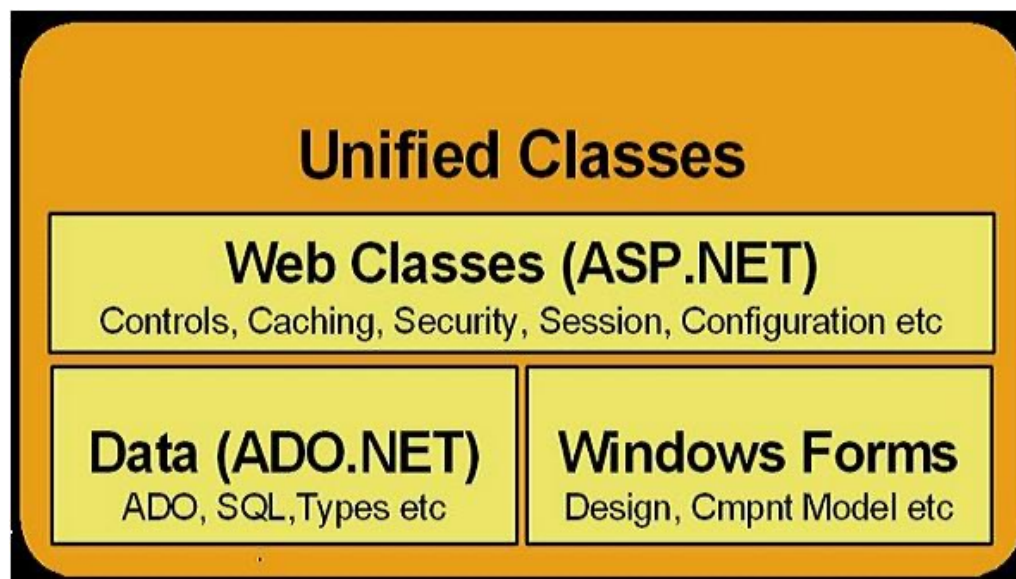 Unified Classes
Web Classes (ASP.NET)
Controls, Caching, Security, Session, Configuration etc
Data (ADO.NET)
ADO, SQL,Types etc
Windows Forms
Design, Cmpnt Model etc